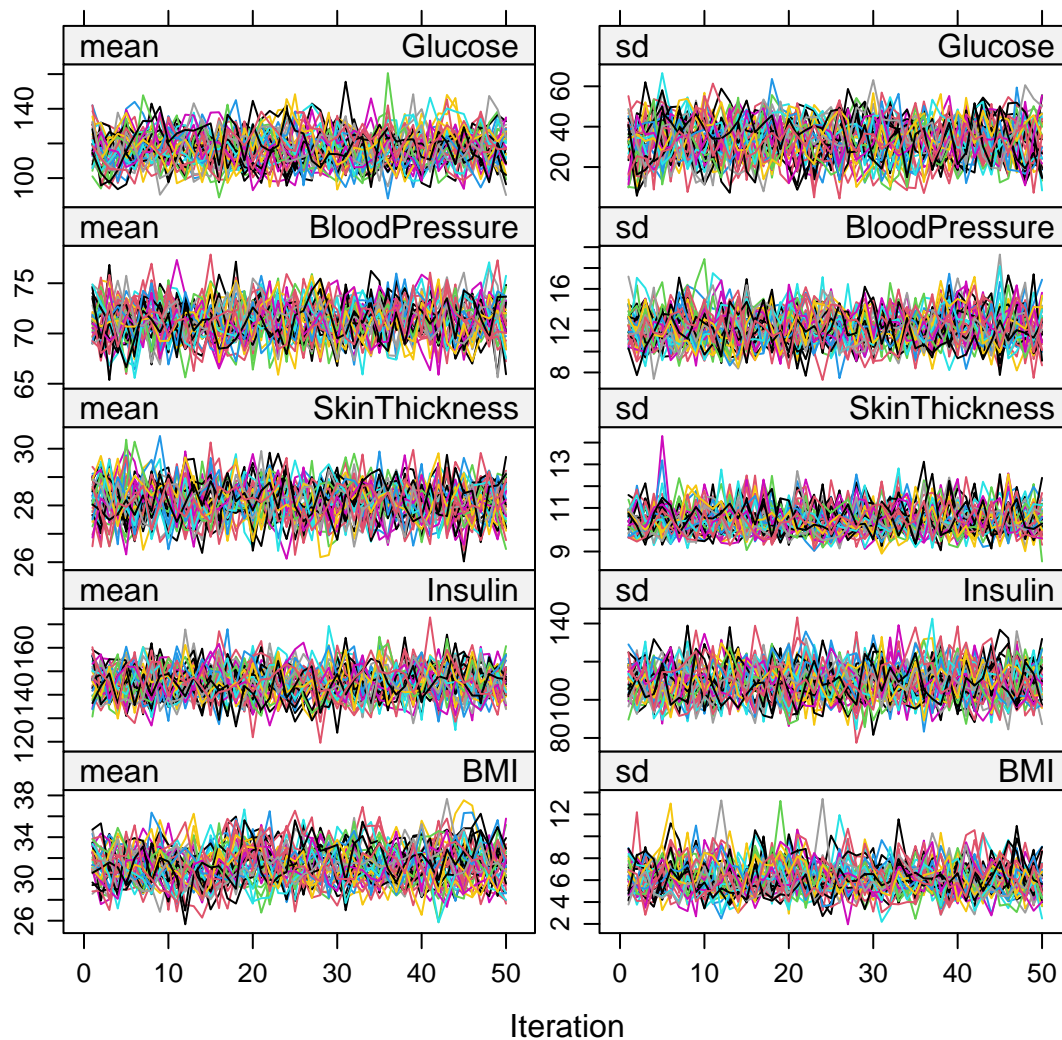 mean Glucose
140
100
sd Glucose
60
40
20
mean BloodPressure
75
70
65
sd BloodPressure
16
12
8
mean SkinThickness
30
28
26
sd SkinThickness
13
11
9
mean Insulin
160
140
120
sd Insulin
140
100
80
mean BMI
38
34
30
26
sd BMI
12
8
6
4
2
0 10 20 30 40 50
0 10 20 30 40 50
Iteration